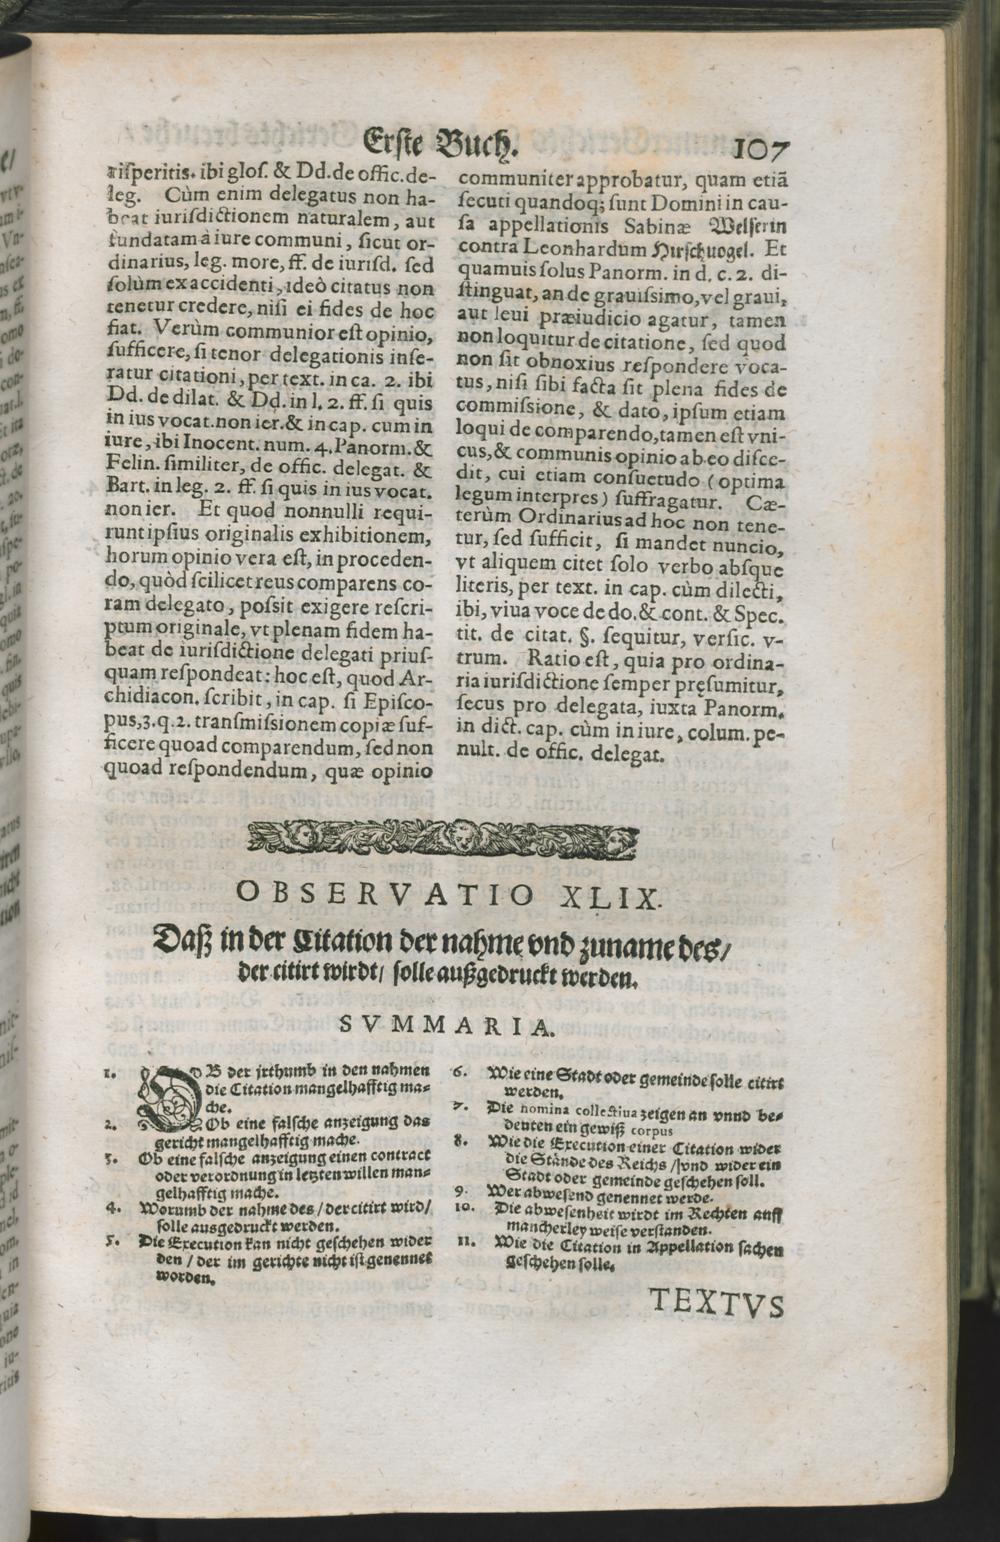 Erste Buch. 107
risperitis. ibi glos. & Dd. de offic. de-
leg. Cùm enim delegatus non ha-
beat iurisdictionem naturalem, aut
fundatam à iure communi, sicut or-
dinarius, leg. more, ff. de iurisd. sed
solùm ex accidenti, ideò citatus non
tenetur credere, nisi ei fides de hoc
fiat. Verùm communior est opinio,
sufficere, si tenor delegationis inse-
ratur citationi, per text. in ca. 2. ibi
Dd. de dilat. & Dd. in l. 2. ff. si quis
in ius vocat. non ier. & in cap. cum in
iure, ibi Inocent. num. 4. Panorm. &
Felin. similiter, de offic. delegat. &
Bart. in leg. 2. ff. si quis in ius vocat.
non ier. Et quod nonnulli requi-
runt ipsius originalis exhibitionem,
horum opinio vera est, in proceden-
do, quòd scilicet reus comparens co-
ram delegato, possit exigere rescri-
ptum originale, vt plenam fidem ha-
beat de iurisdictione delegati prius-
quam respondeat: hoc est, quod Ar-
chidiacon. scribit, in cap. si Episco-
pus, 3. q. 2. transmissionem copiæ suf-
ficere quoad comparendum, sed non
quoad respondendum, quæ opinio
communiter approbatur, quam etiã
secuti quandoq; sunt Domini in cau-
sa appellationis Sabinæ Welserin
contra Leonhardum Hirschuogel. Et
quamuis solus Panorm. in d. c. 2. di-
stinguat, an de grauissimo, vel graui,
aut leui præiudicio agatur, tamen
non loquitur de citatione, sed quod
non sit obnoxius respondere voca-
tus, nisi sibi facta sit plena fides de
commissione, & dato, ipsum etiam
loqui de comparendo, tamen est vni-
cus, & communis opinio ab eo disce-
dit, cui etiam consuetudo (optima
legum interpres) suffragatur. Cæ-
terùm Ordinarius ad hoc non tene-
tur, sed sufficit, si mandet nuncio,
vt aliquem citet solo verbo absque
literis, per text. in cap. cùm dilecti,
ibi, viua voce de do. & cont. & Spec.
tit. de citat. §. sequitur, versic. v-
trum. Ratio est, quia pro ordina-
ria iurisdictione semper pręsumitur,
secus pro delegata, iuxta Panorm.
in dict. cap. cùm in iure, colum. pe-
nult. de offic. delegat.
OBSERVATIO XLIX.
Daß in der Citation der nahme vnd zuname des/
der citirt wirdt/ solle außgedruckt werden.
SVMMARIA.
1. OB der jrthumb in den nahmen
die Citation mangelhafftig ma=
che.
2. Ob eine falsche anzeigung das
gericht mangelhafftig mache.
3. Ob eine falsche anzeigung einen contract
oder verordnung in letzten willen man=
gelhafftig mache.
4. Worumb der nahme des/ der citirt wird/
solle ausgedruckt werden.
5. Die Execution kan nicht geschehen wider
den/ der im gerichte nicht ist genennet
worden.
6. Wie eine Stadt oder gemeinde solle citirt
werden.
7. Die nomina collectiua zeigen an vnnd be=
deuten ein gewiß corpus
8. Wie die Execution einer Citation wider
die Stände des Reichs/ vnd wider ein
Stadt oder gemeinde geschehen soll.
9. Wer abwesend genennet werde.
10. Die abwesenheit wirdt im Rechten auff
mancherley weise verstanden.
11. Wie die Citation in Appellation sachen
geschehen solle.
TEXTVS